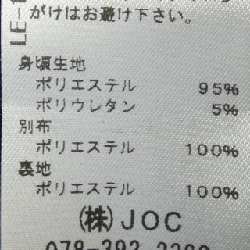 ーがけはお避け下さい。
身頃生地
ポリエステル 95%
ポリウレタン 5%
別布
ポリエステル 100%
裏地
ポリエステル 100%
(株)JOC